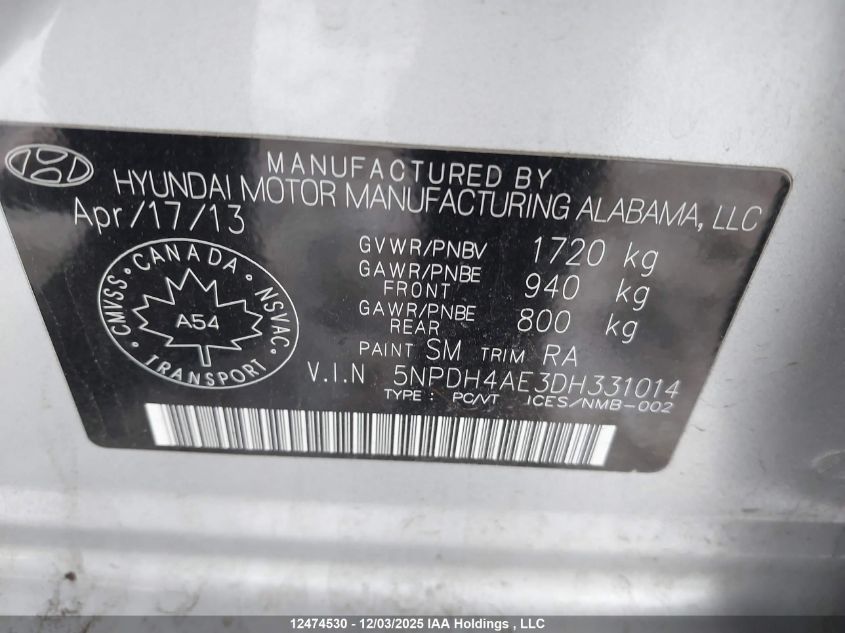 MANUFACTURED BY
HYUNDAI MOTOR MANUFACTURING ALABAMA, LLC
Apr/17/13
GVWR/PNBV 1720 kg
GAWR/PNBE FRONT 940 kg
GAWR/PNBE REAR 800 kg
PAINT SM TRIM RA
V.I.N 5NPDH4AE3DH331014
TYPE : PC/VT ICES/NMB-002
CMVSS • CANADA • NSVAC •
A54
TRANSPORT
12474530 - 12/03/2025 IAA Holdings , LLC